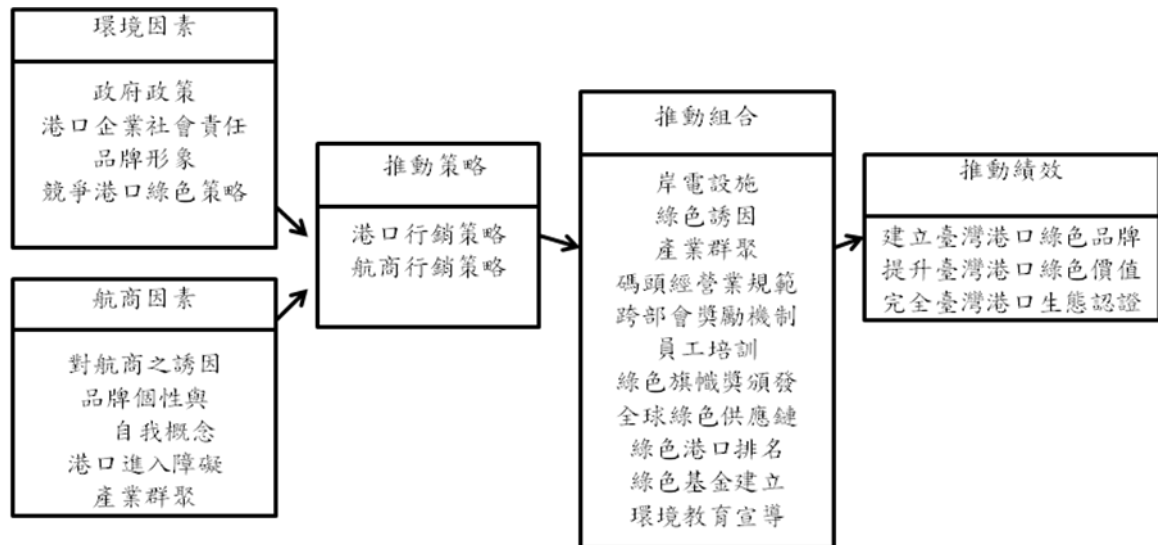 環境因素
政府政策
港口企業社會責任
品牌形象
競爭港口綠色策略
航商因素
對航商之誘因
品牌個性與
自我概念
港口進入障礙
產業群聚
推動策略
港口行銷策略
航商行銷策略
推動組合
岸電設施
綠色誘因
產業群聚
碼頭經營業規範
跨部會獎勵機制
員工培訓
綠色旗幟獎頒發
全球綠色供應鏈
綠色港口排名
綠色基金建立
環境教育宣導
推動績效
建立臺灣港口綠色品牌
提升臺灣港口綠色價值
完全臺灣港口生態認證